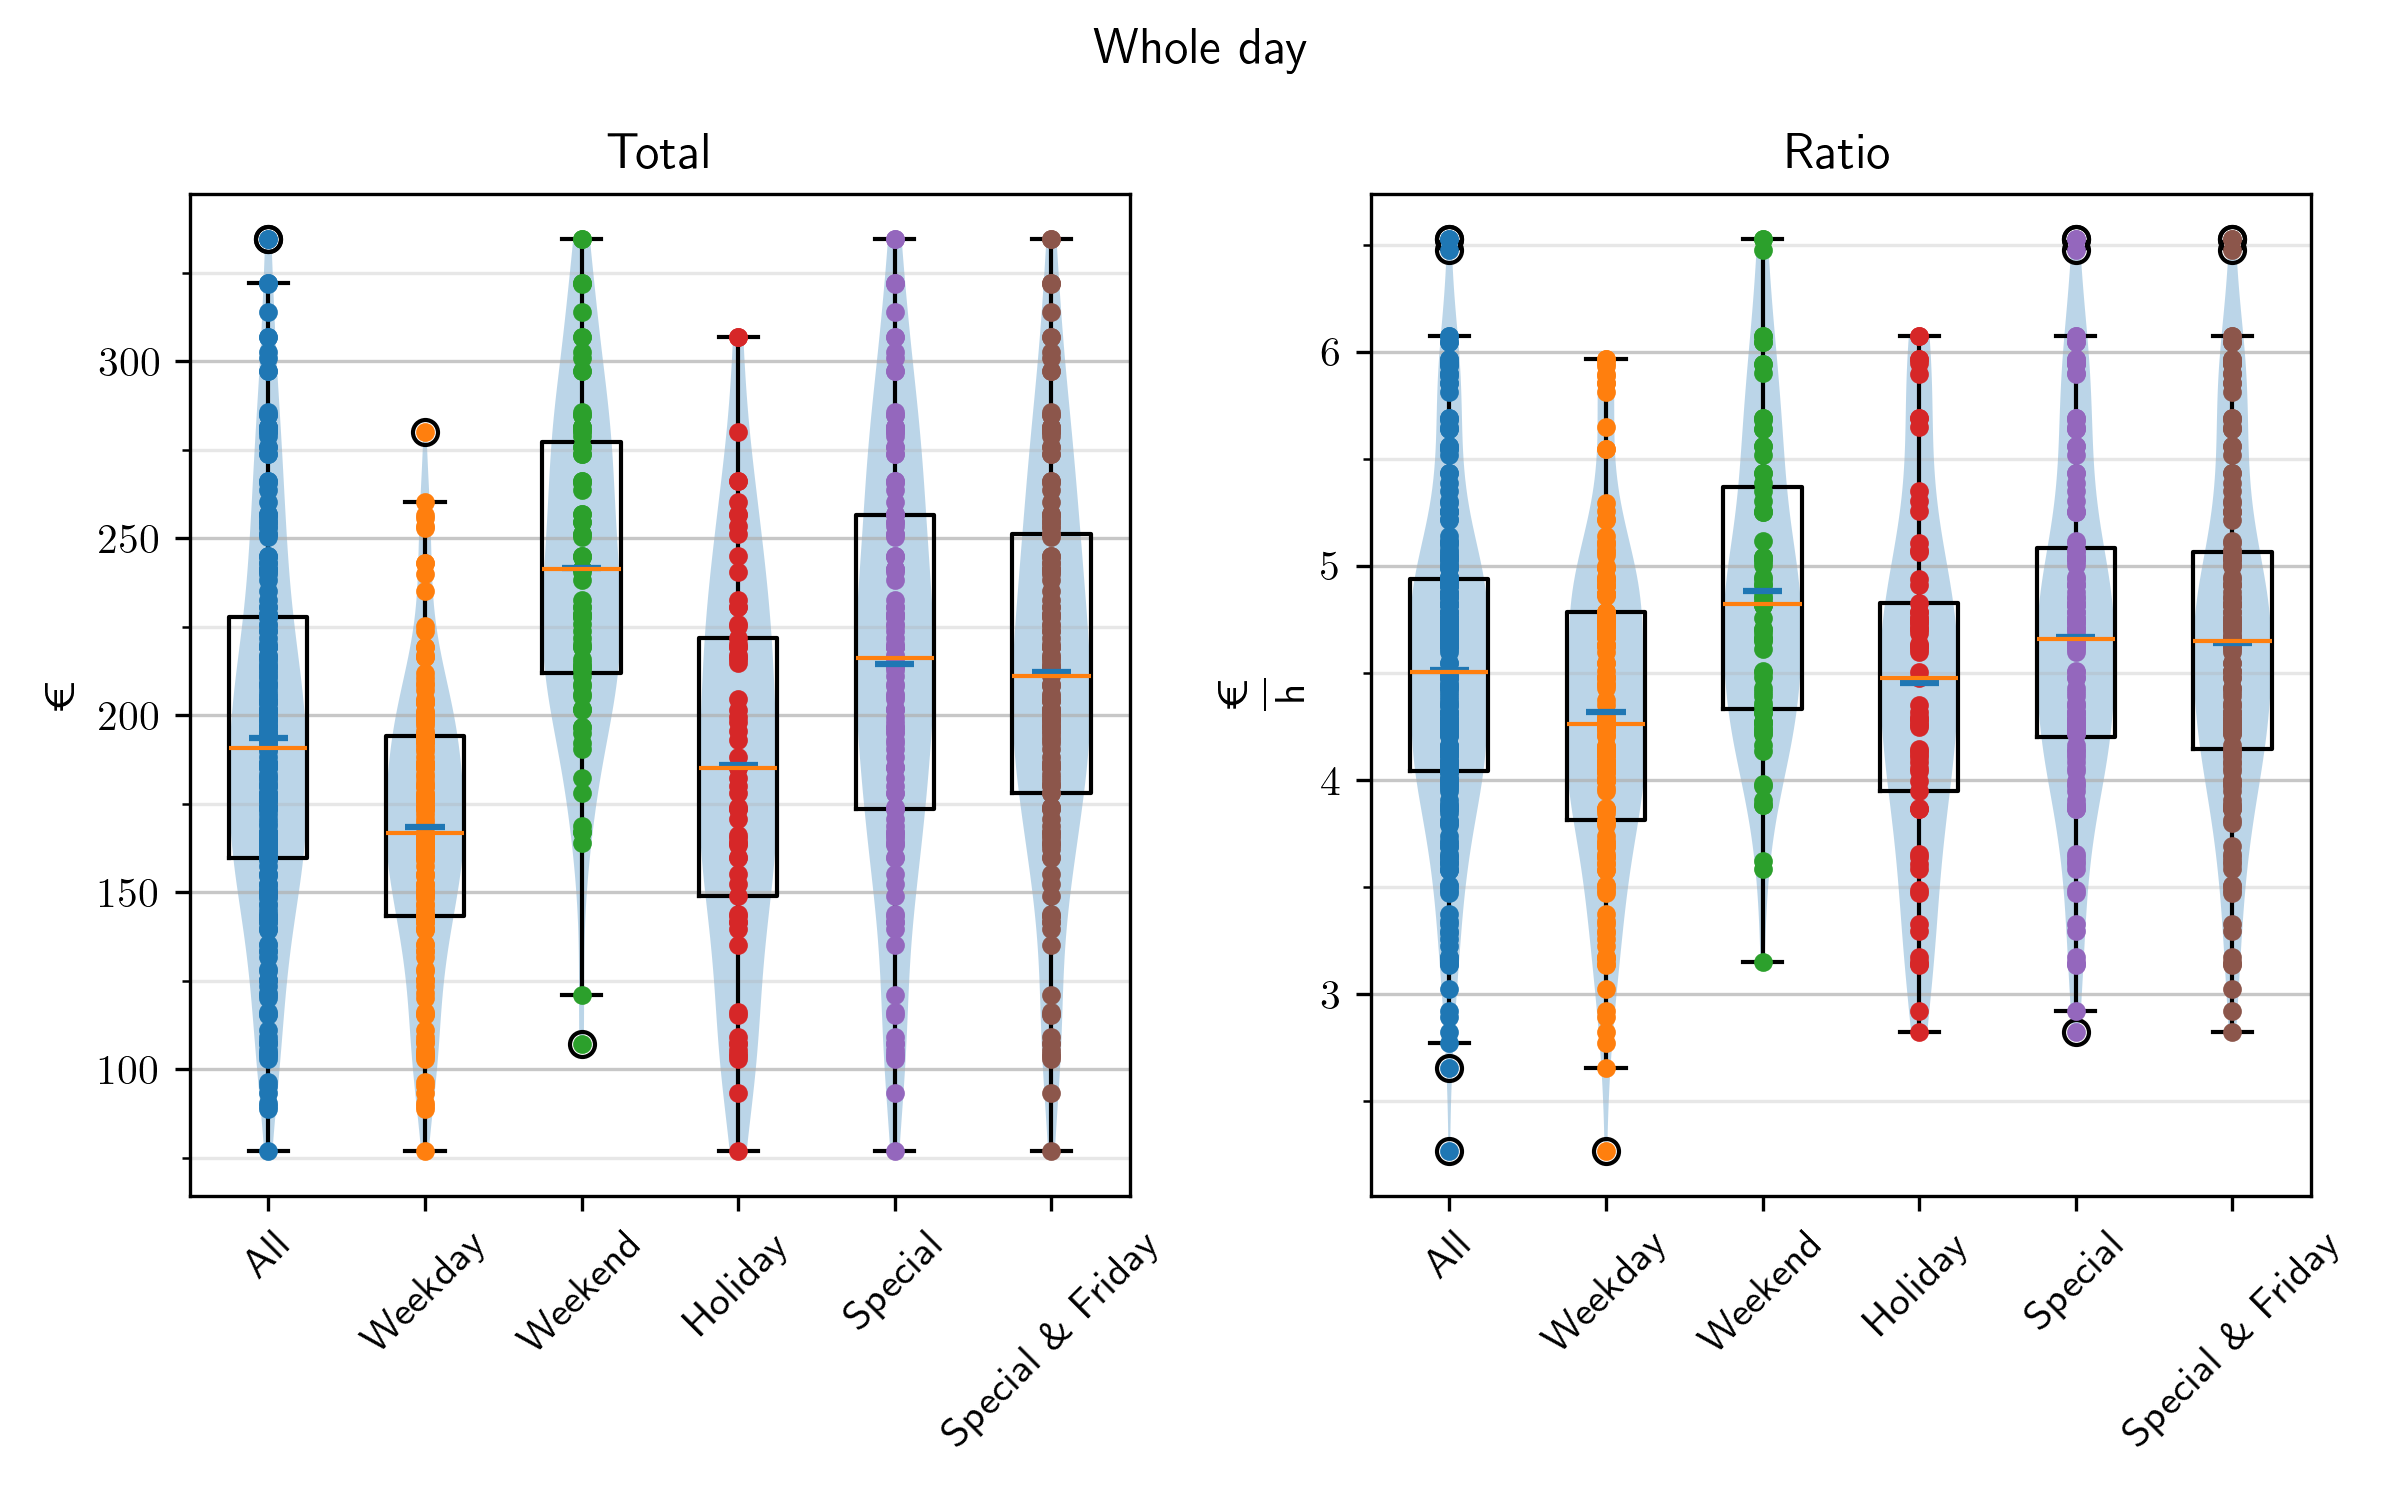 Whole day
Total
€
300
250
200
150
100
All
Weekday
Weekend
Holiday
Special
Special & Friday
Ratio
€
h
6
5
4
3
All
Weekday
Weekend
Holiday
Special
Special & Friday